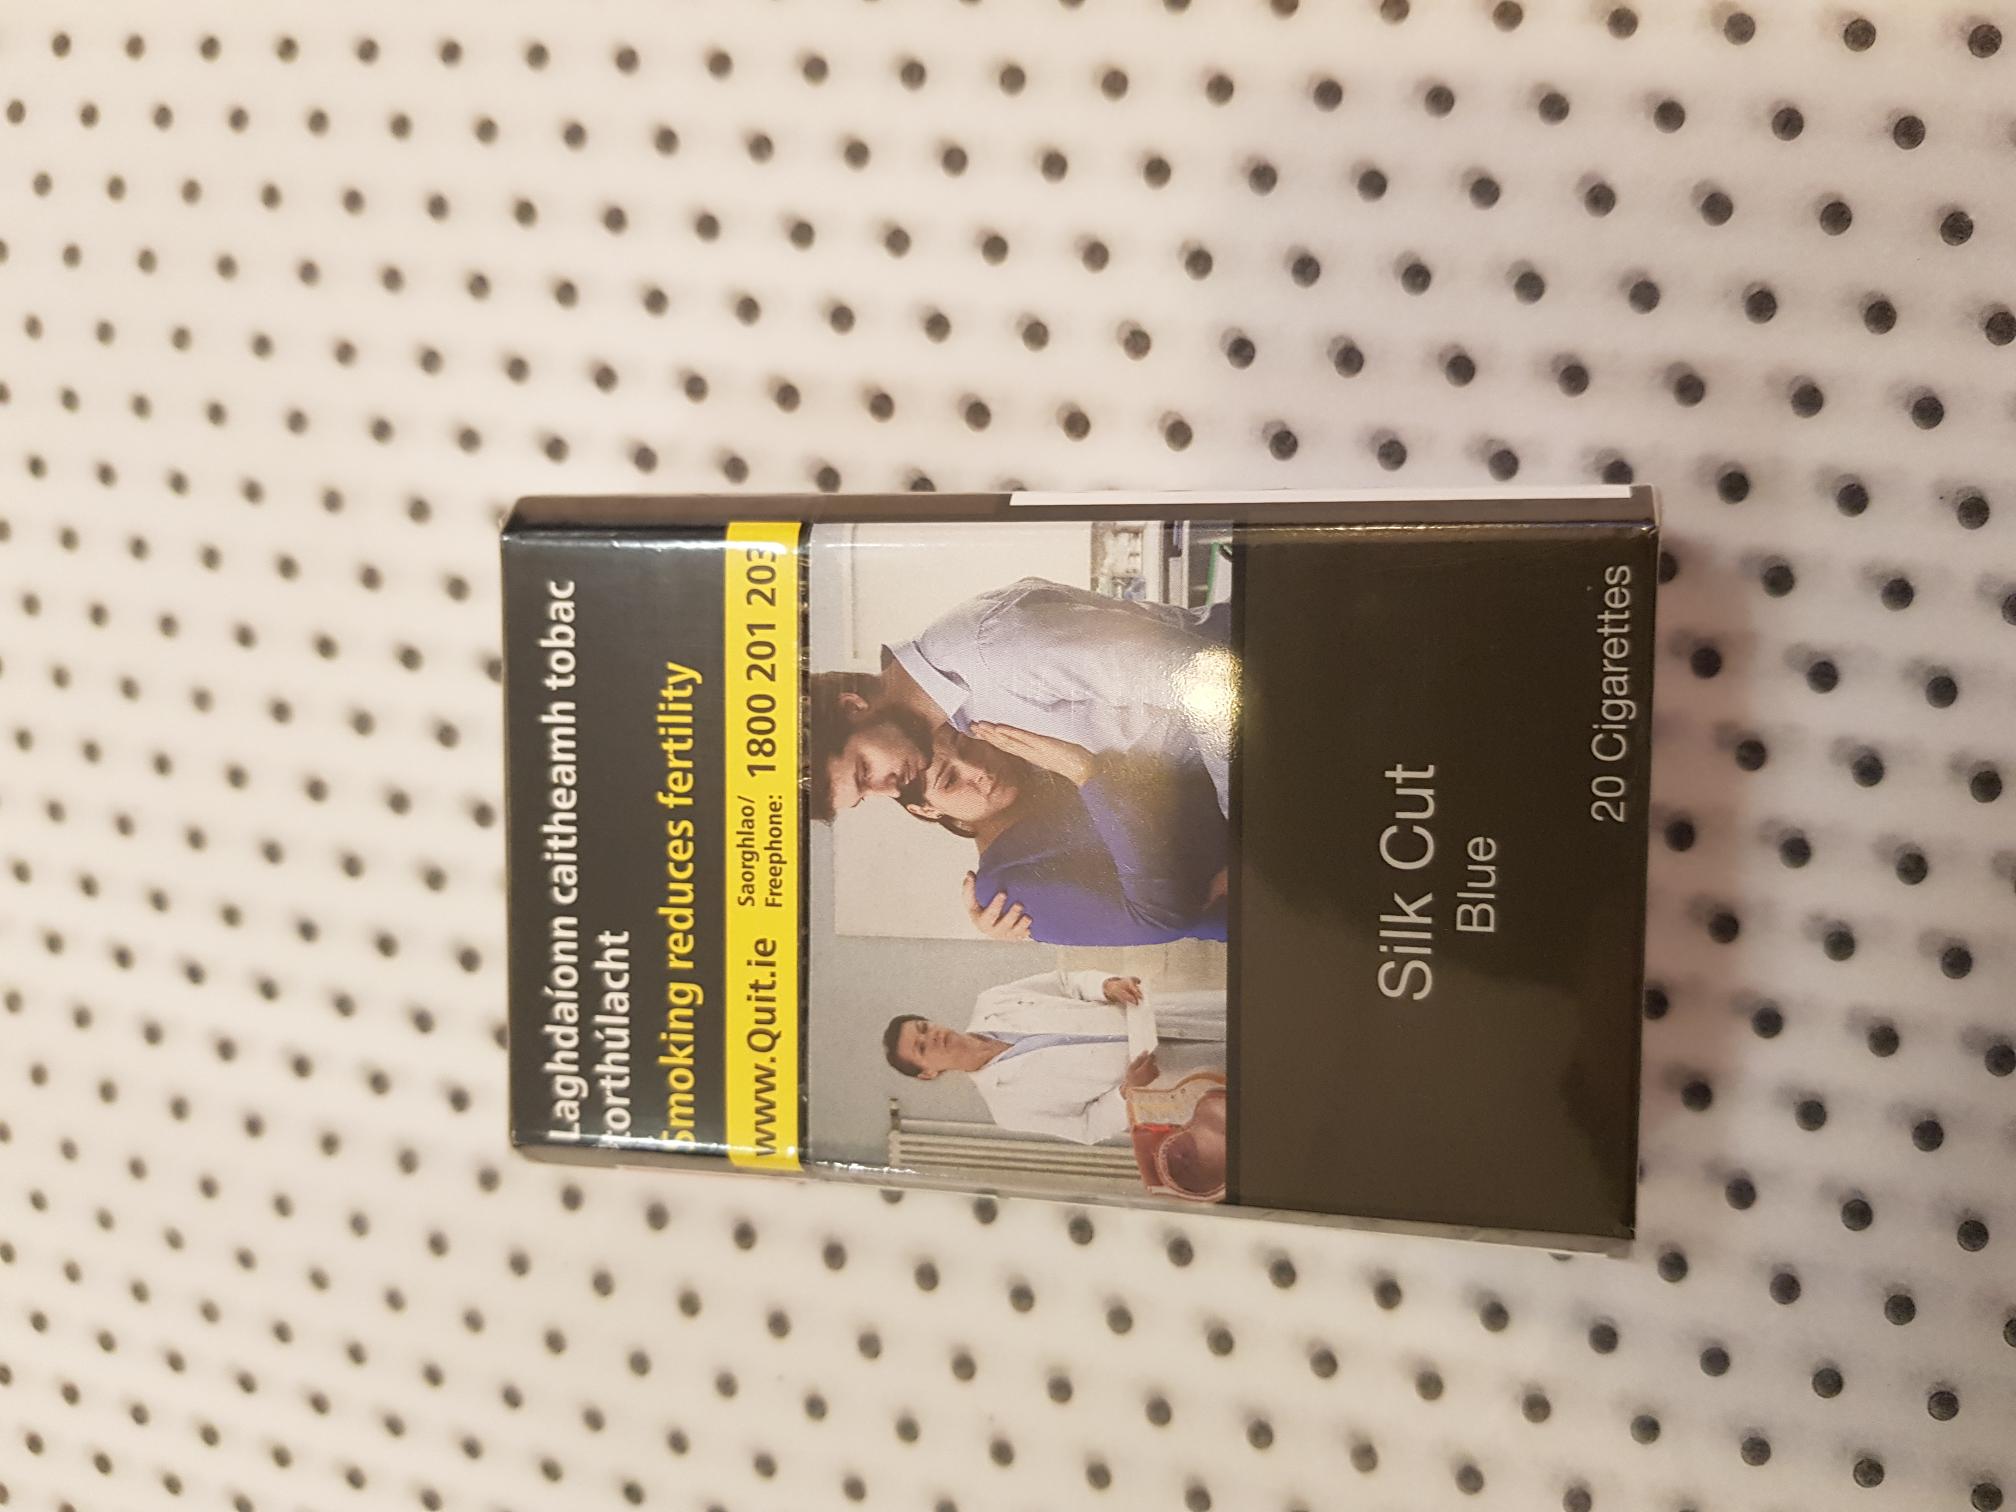 Laghdaíonn caitheamh tobac
torthúlacht
Smoking reduces fertility
www.Quit.ie Saorghlao/
Freephone: 1800 201 203
Silk Cut
Blue
20 Cigarettes